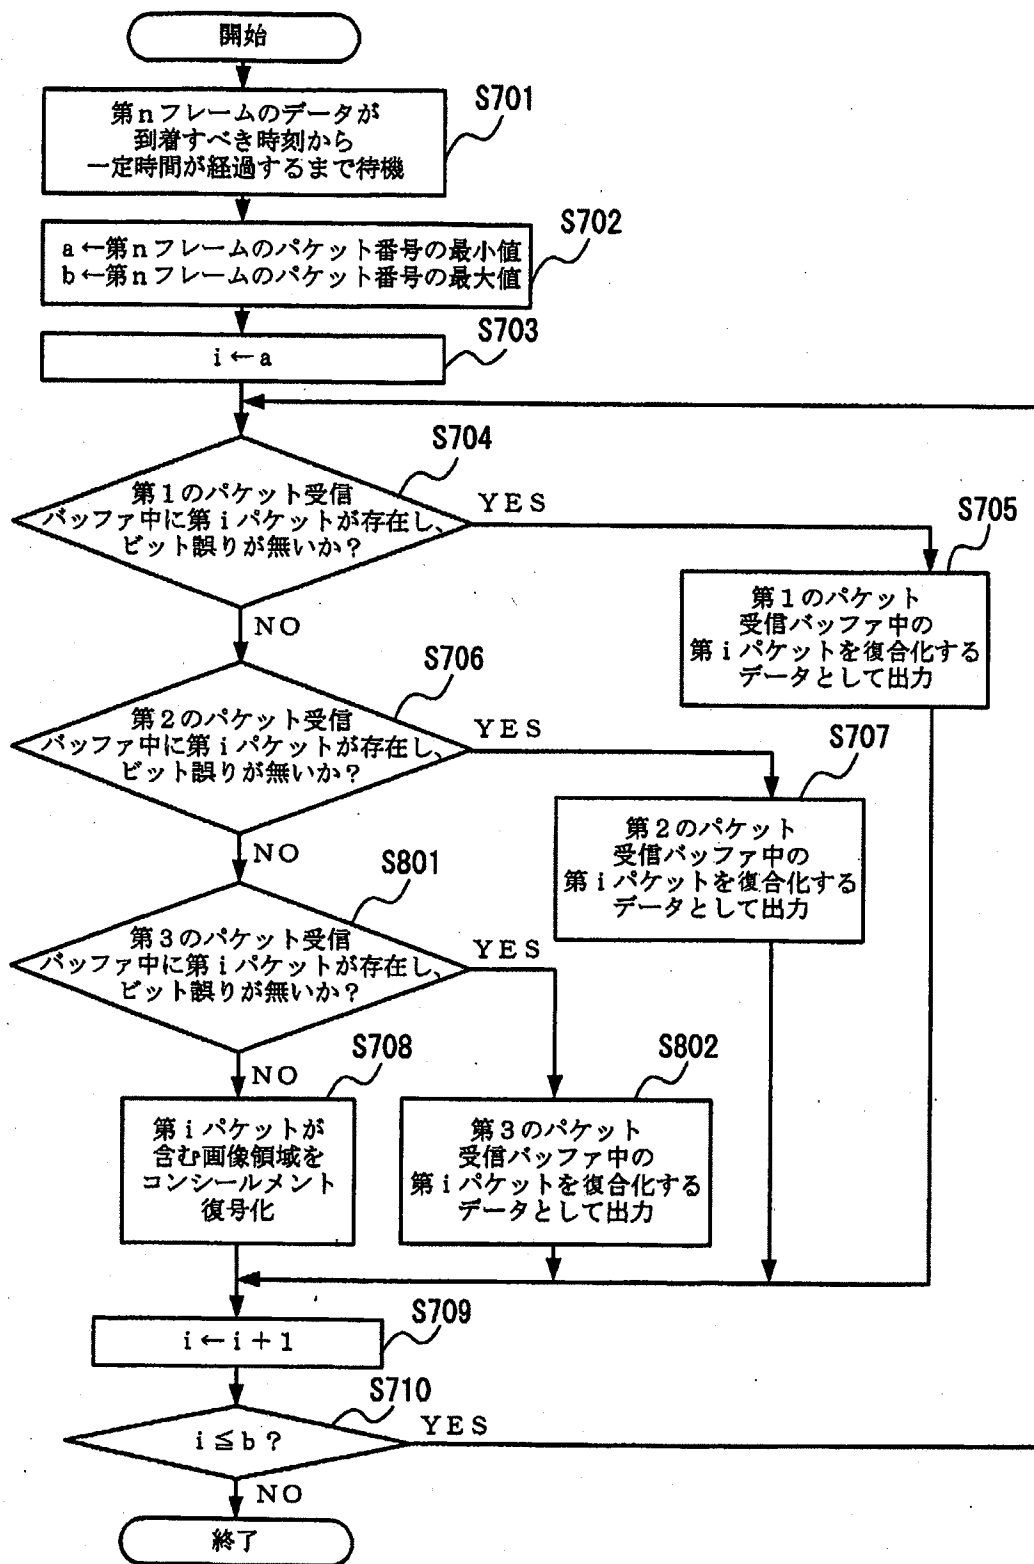 開始
S701
第nフレームのデータが
到着すべき時刻から
一定時間が経過するまで待機
S702
a←第nフレームのパケット番号の最小値
b←第nフレームのパケット番号の最大値
S703
i←a
S704
第1のパケット受信
バッファ中に第iパケットが存在し、
ビット誤りが無いか?
YES
NO
S705
第1のパケット
受信バッファ中の
第iパケットを復合化する
データとして出力
S706
第2のパケット受信
バッファ中に第iパケットが存在し、
ビット誤りが無いか?
YES
NO
S707
第2のパケット
受信バッファ中の
第iパケットを復合化する
データとして出力
S801
第3のパケット受信
バッファ中に第iパケットが存在し、
ビット誤りが無いか?
YES
NO
S708
第iパケットが
含む画像領域を
コンシールメント
復号化
S802
第3のパケット
受信バッファ中の
第iパケットを復合化する
データとして出力
S709
i←i+1
S710
i≦b?
YES
NO
終了